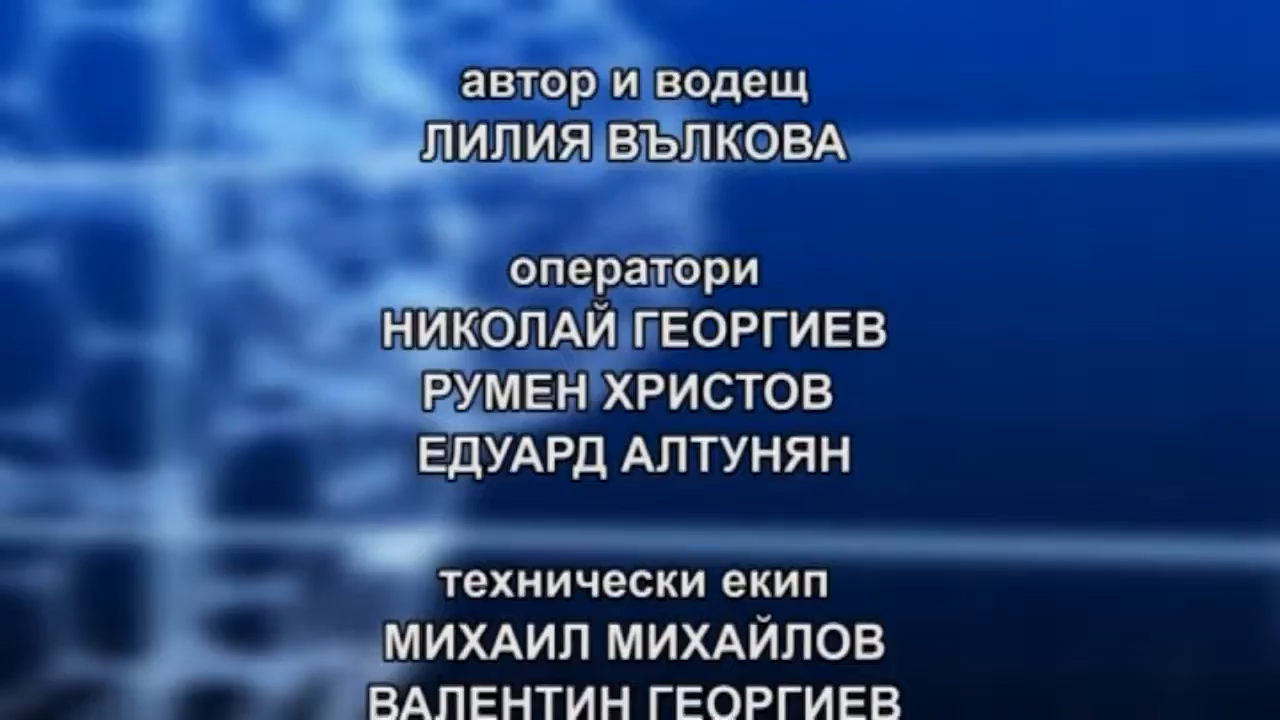 автор и водещ
ЛИЛИЯ ВЪЛКОВА
оператори
НИКОЛАЙ ГЕОРГИЕВ
РУМЕН ХРИСТОВ
ЕДУАРД АЛТУНЯН
технически екип
МИХАИЛ МИХАЙЛОВ
ВАЛЕНТИН ГЕОРГИЕВ